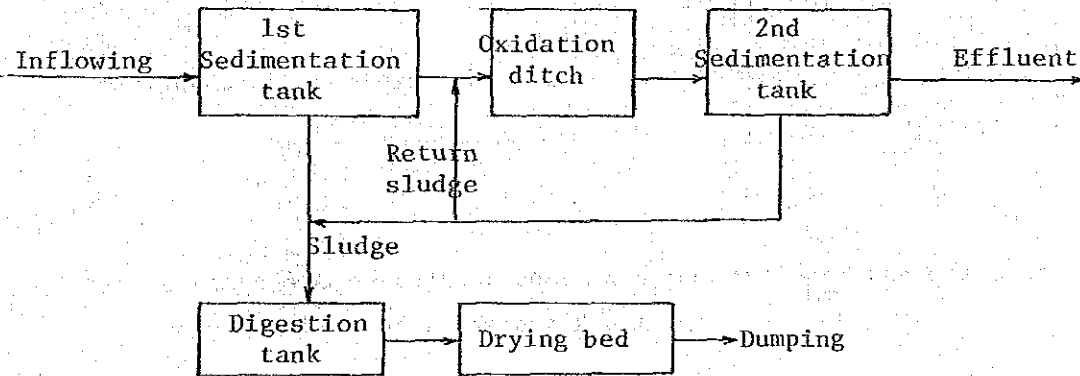 Inflowing
1st
Sedimentation
tank
Oxidation
ditch
2nd
Sedimentation
tank
Effluent
Return
sludge
Sludge
Digestion
tank
Drying bed
Dumping